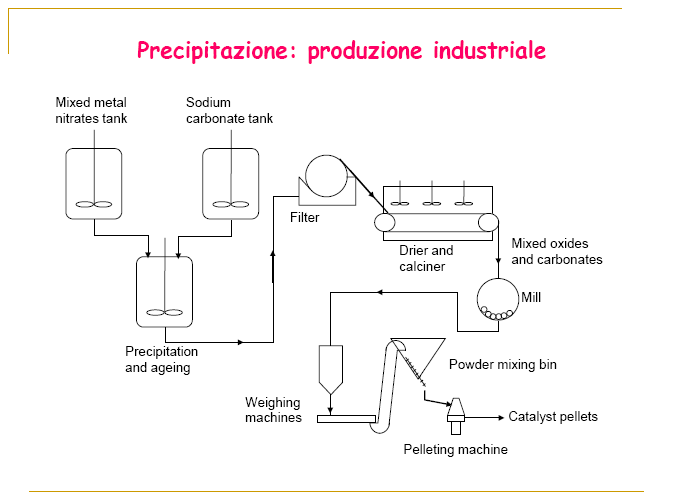 Precipitazione: produzione industriale
Mixed metal
nitrates tank
Sodium
carbonate tank
Filter
Drier and
calciner
Mixed oxides
and carbonates
Mill
Precipitation
and ageing
Powder mixing bin
Weighing
machines
Catalyst pellets
Pelleting machine